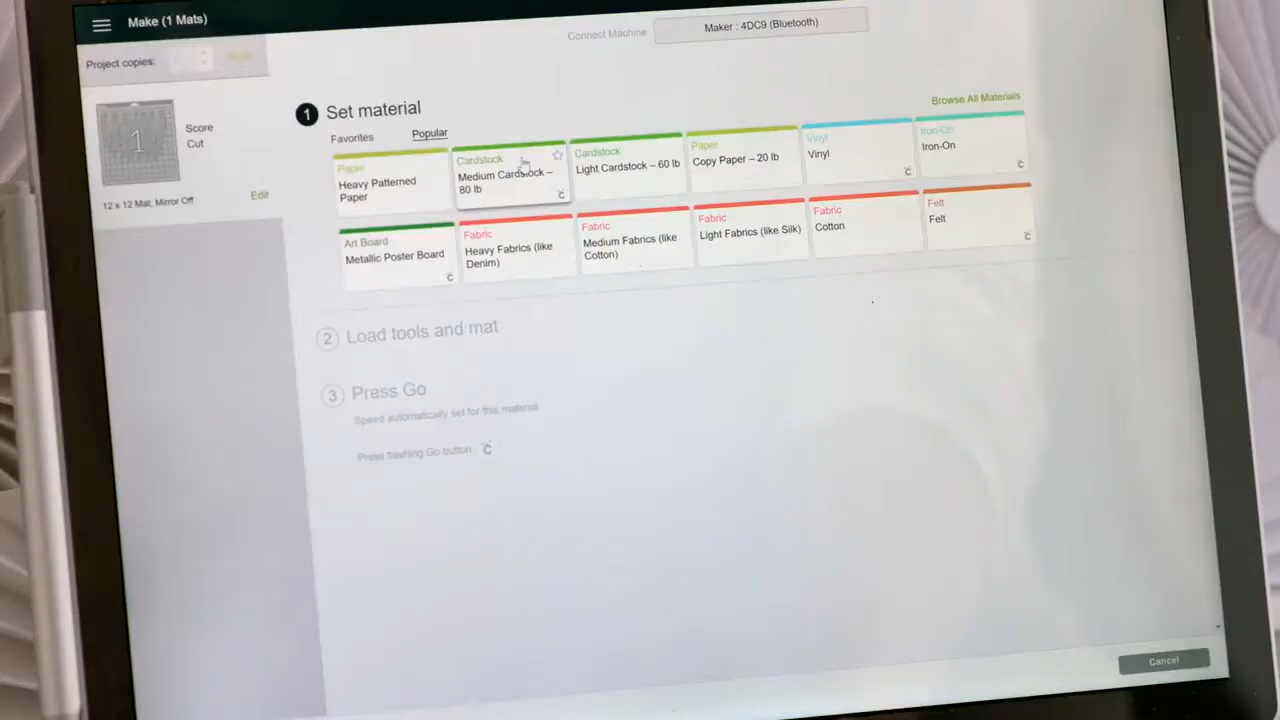 Make (1 Mats)
Connect Machine
Maker : 4DC9 (Bluetooth)
Project copies:
1
Score
Cut
12 x 12 Mat, Mirror Off
Edit
1 Set material
Browse All Materials
Favorites
Popular
Paper
Heavy Patterned
Paper
Cardstock
Medium Cardstock –
80 lb
Cardstock
Light Cardstock – 60 lb
Paper
Copy Paper – 20 lb
Vinyl
Vinyl
Iron-On
Iron-On
Art Board
Metallic Poster Board
Fabric
Heavy Fabrics (like
Denim)
Fabric
Medium Fabrics (like
Cotton)
Fabric
Light Fabrics (like Silk)
Fabric
Cotton
Felt
Felt
2 Load tools and mat
3 Press Go
Speed automatically set for this material
Press flashing Go button
Cancel